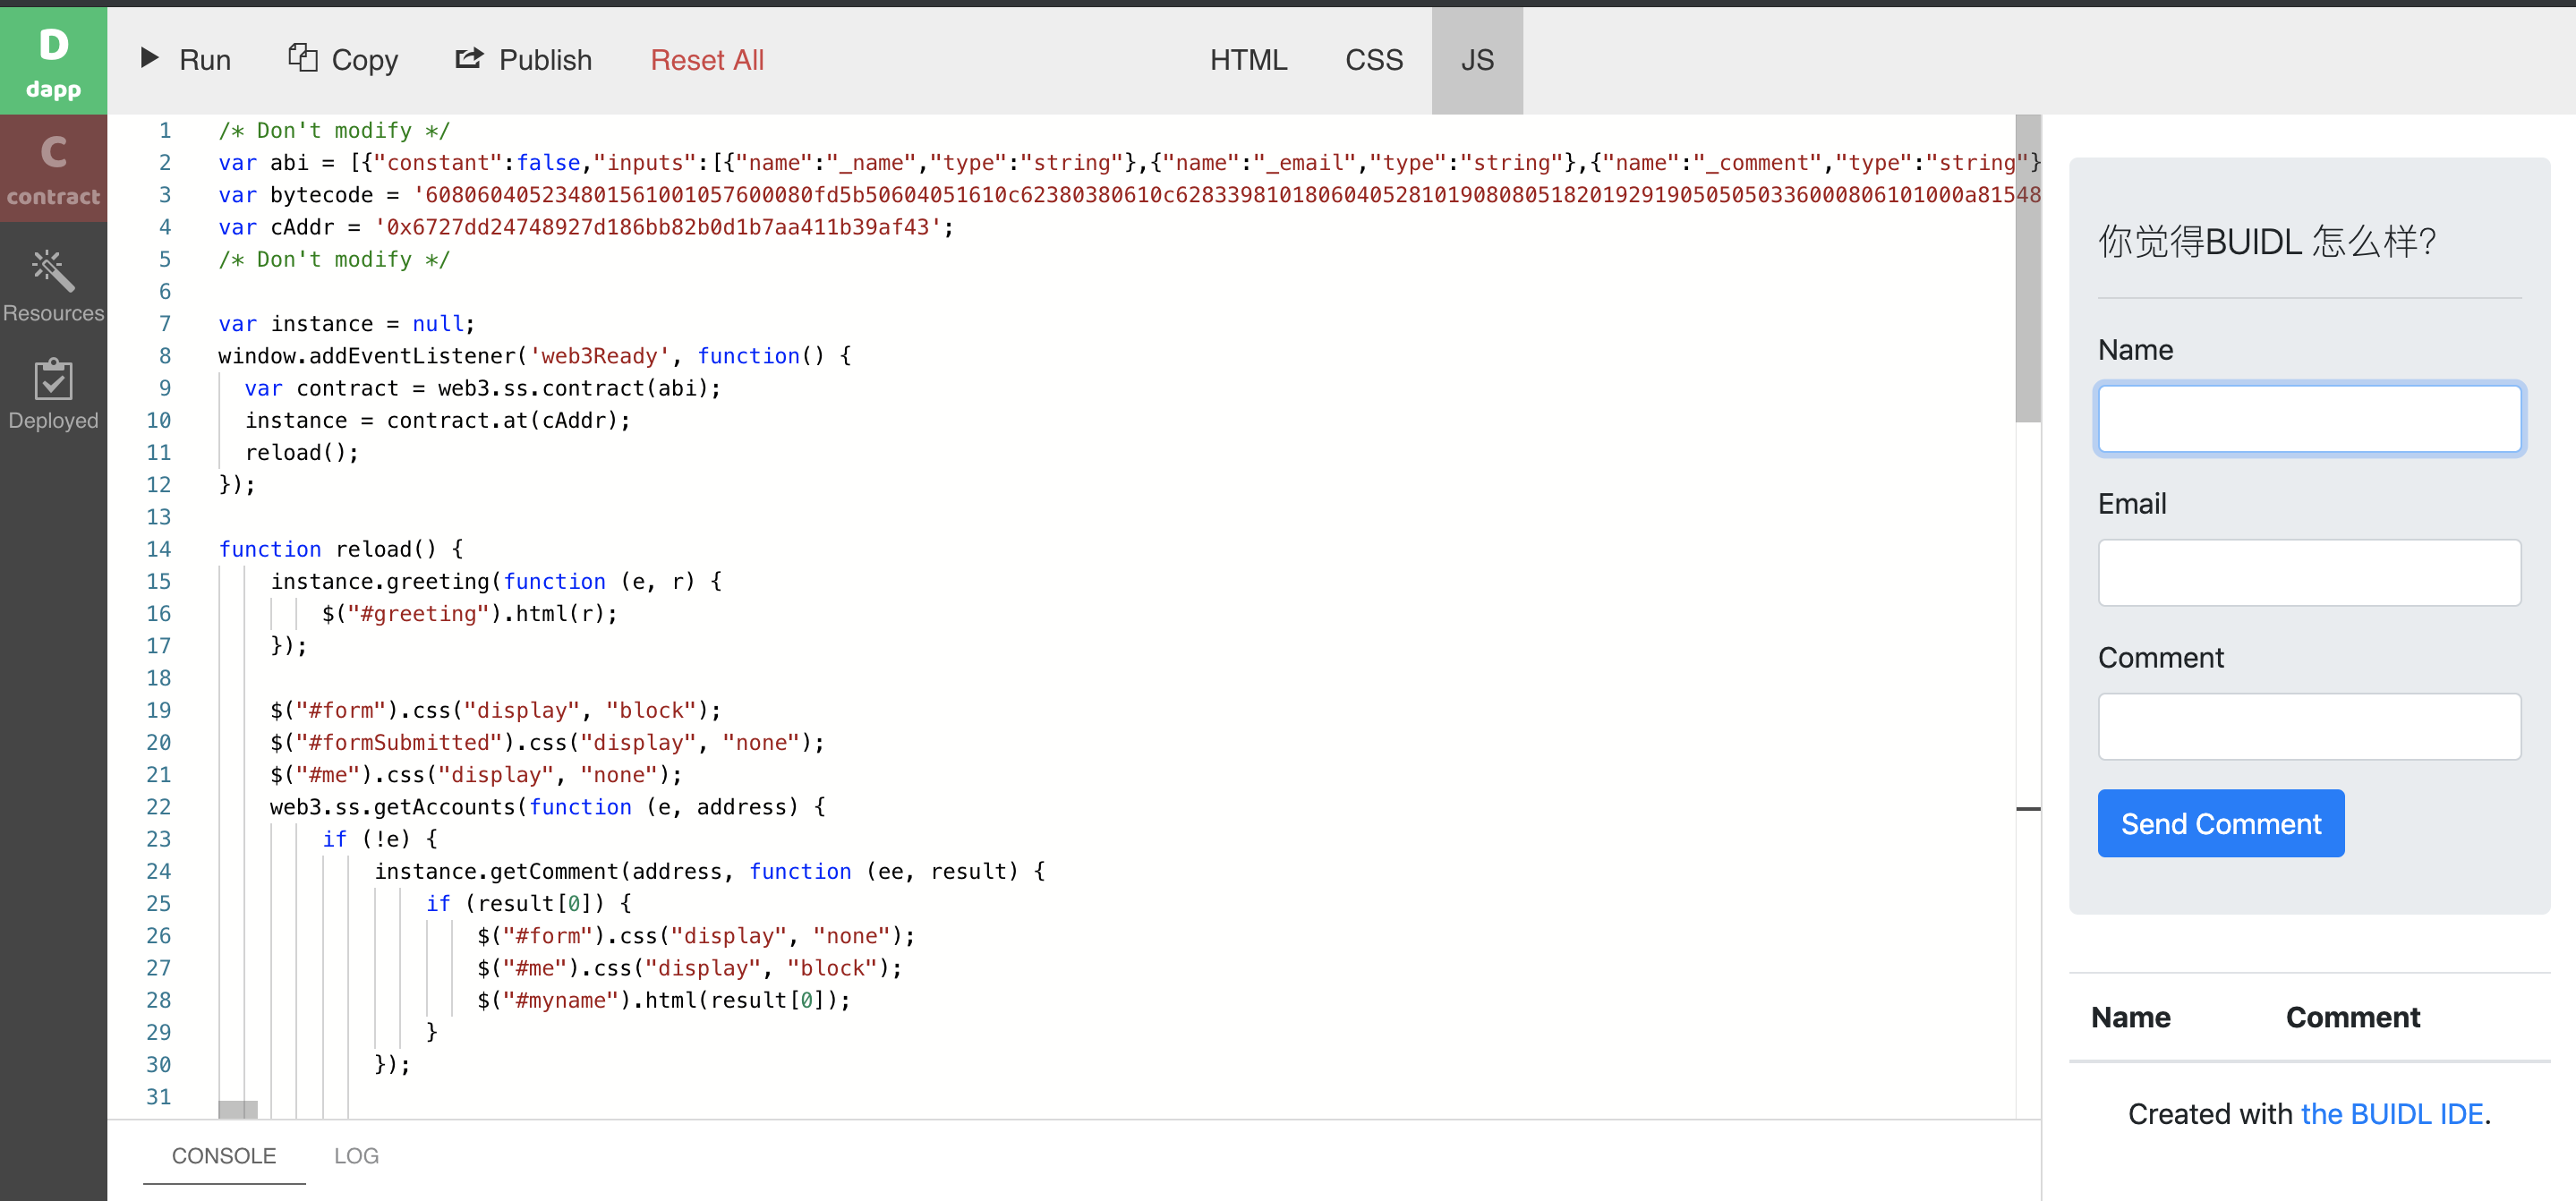 D
dapp
C
contract
Resources
Deployed
Run Copy Publish Reset All HTML CSS JS
1 /* Don't modify */
2 var abi = [{"constant":false,"inputs":[{"name":"_name","type":"string"},{"name":"_email","type":"string"},{"name":"_comment","type":"string"}
3 var bytecode = '608060405234801561001057600080fd5b50604051610c62380380610c62833981018060405281019080805182019291905050503360008061010​00a81548
4 var cAddr = '0x6727dd24748927d186bb82b0d1b7aa411b39af43';
5 /* Don't modify */
6
7 var instance = null;
8 window.addEventListener('web3Ready', function() {
9 var contract = web3.ss.contract(abi);
10 instance = contract.at(cAddr);
11 reload();
12 });
13
14 function reload() {
15 instance.greeting(function (e, r) {
16 $("#greeting").html(r);
17 });
18
19 $("#form").css("display", "block");
20 $("#formSubmitted").css("display", "none");
21 $("#me").css("display", "none");
22 web3.ss.getAccounts(function (e, address) {
23 if (!e) {
24 instance.getComment(address, function (ee, result) {
25 if (result[0]) {
26 $("#form").css("display", "none");
27 $("#me").css("display", "block");
28 $("#myname").html(result[0]);
29 }
30 });
31
CONSOLE LOG
你觉得BUIDL 怎么样?
Name
Email
Comment
Send Comment
Name Comment
Created with the BUIDL IDE.